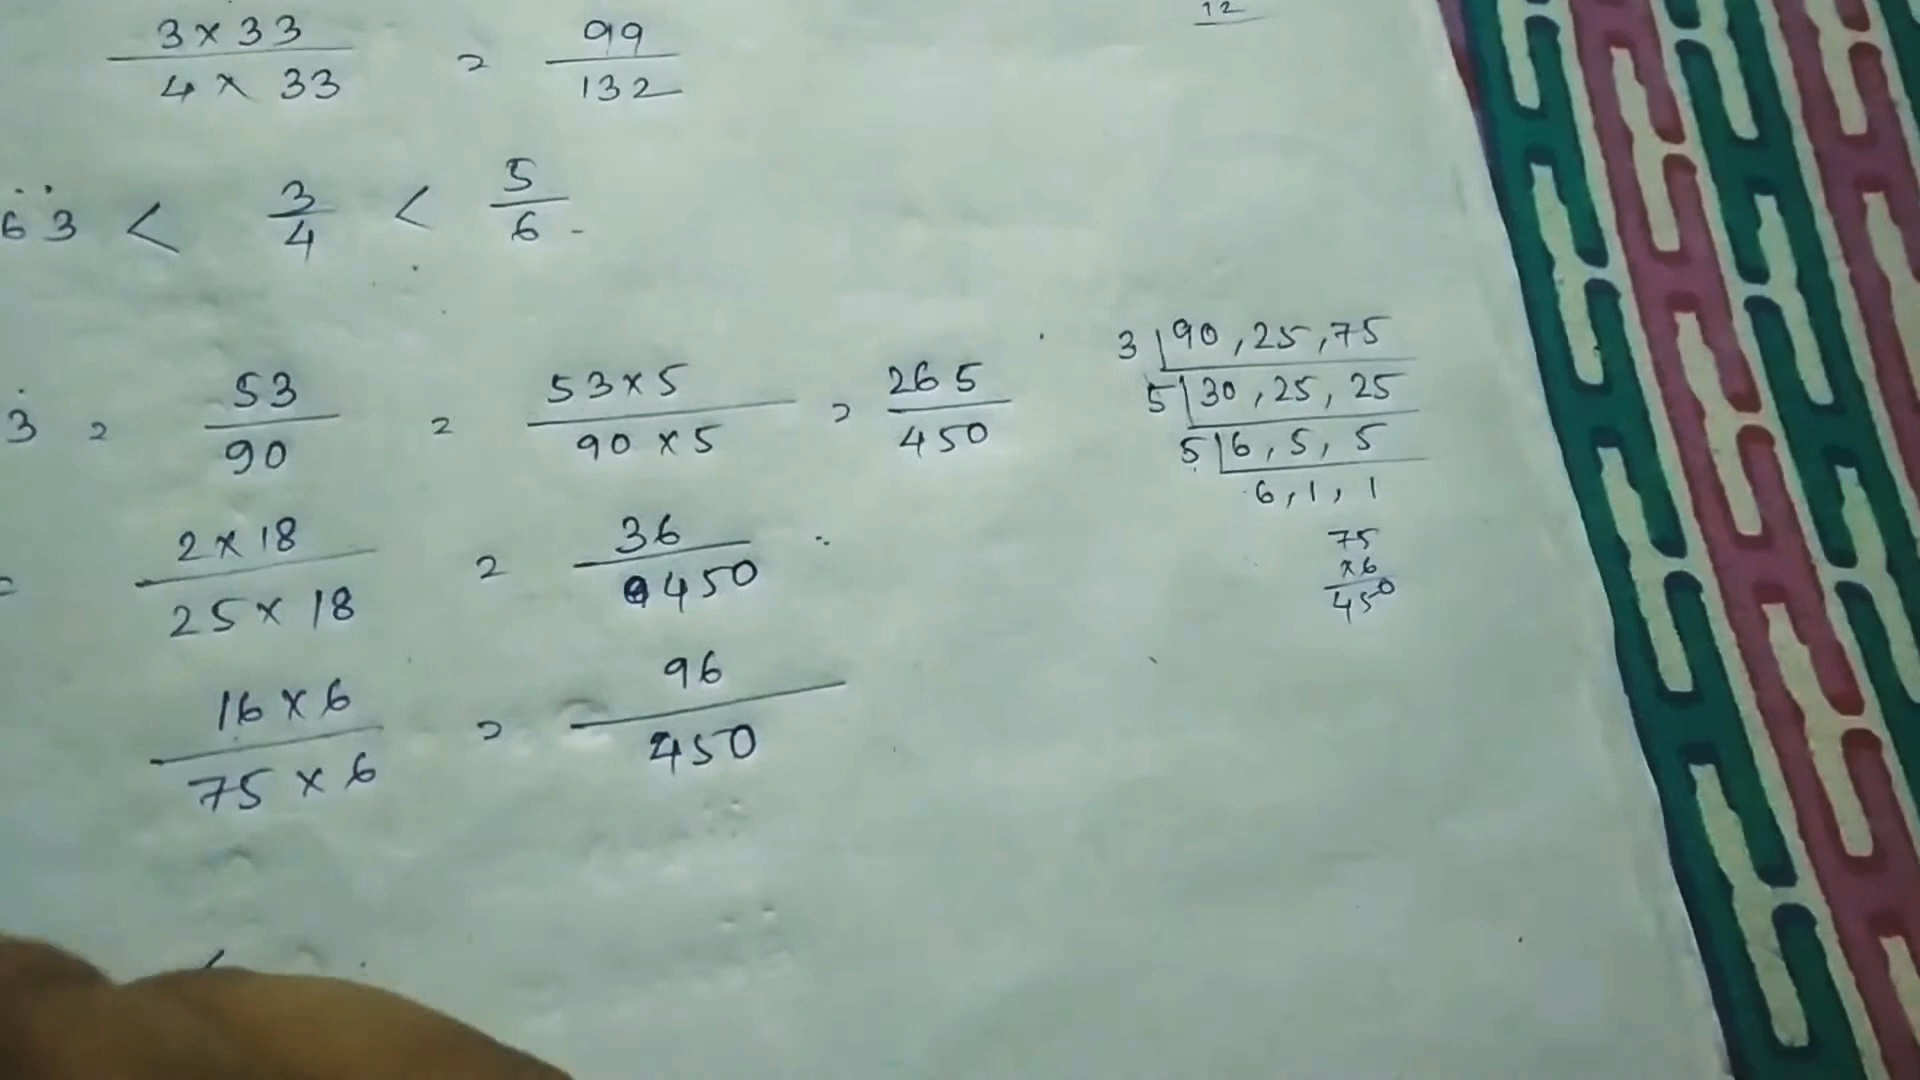 12
3 x 33 = 99
4 x 33 132
63 < 3/4 < 5/6
3 = 53/90 = 53 x 5 / 90 x 5 = 265/450
2 x 18 / 25 x 18 = 36/450
16 x 6 / 75 x 6 = 96/450
3 | 90, 25, 75
5 | 30, 25, 25
5 | 6, 5, 5
6, 1, 1
75
x 6
450